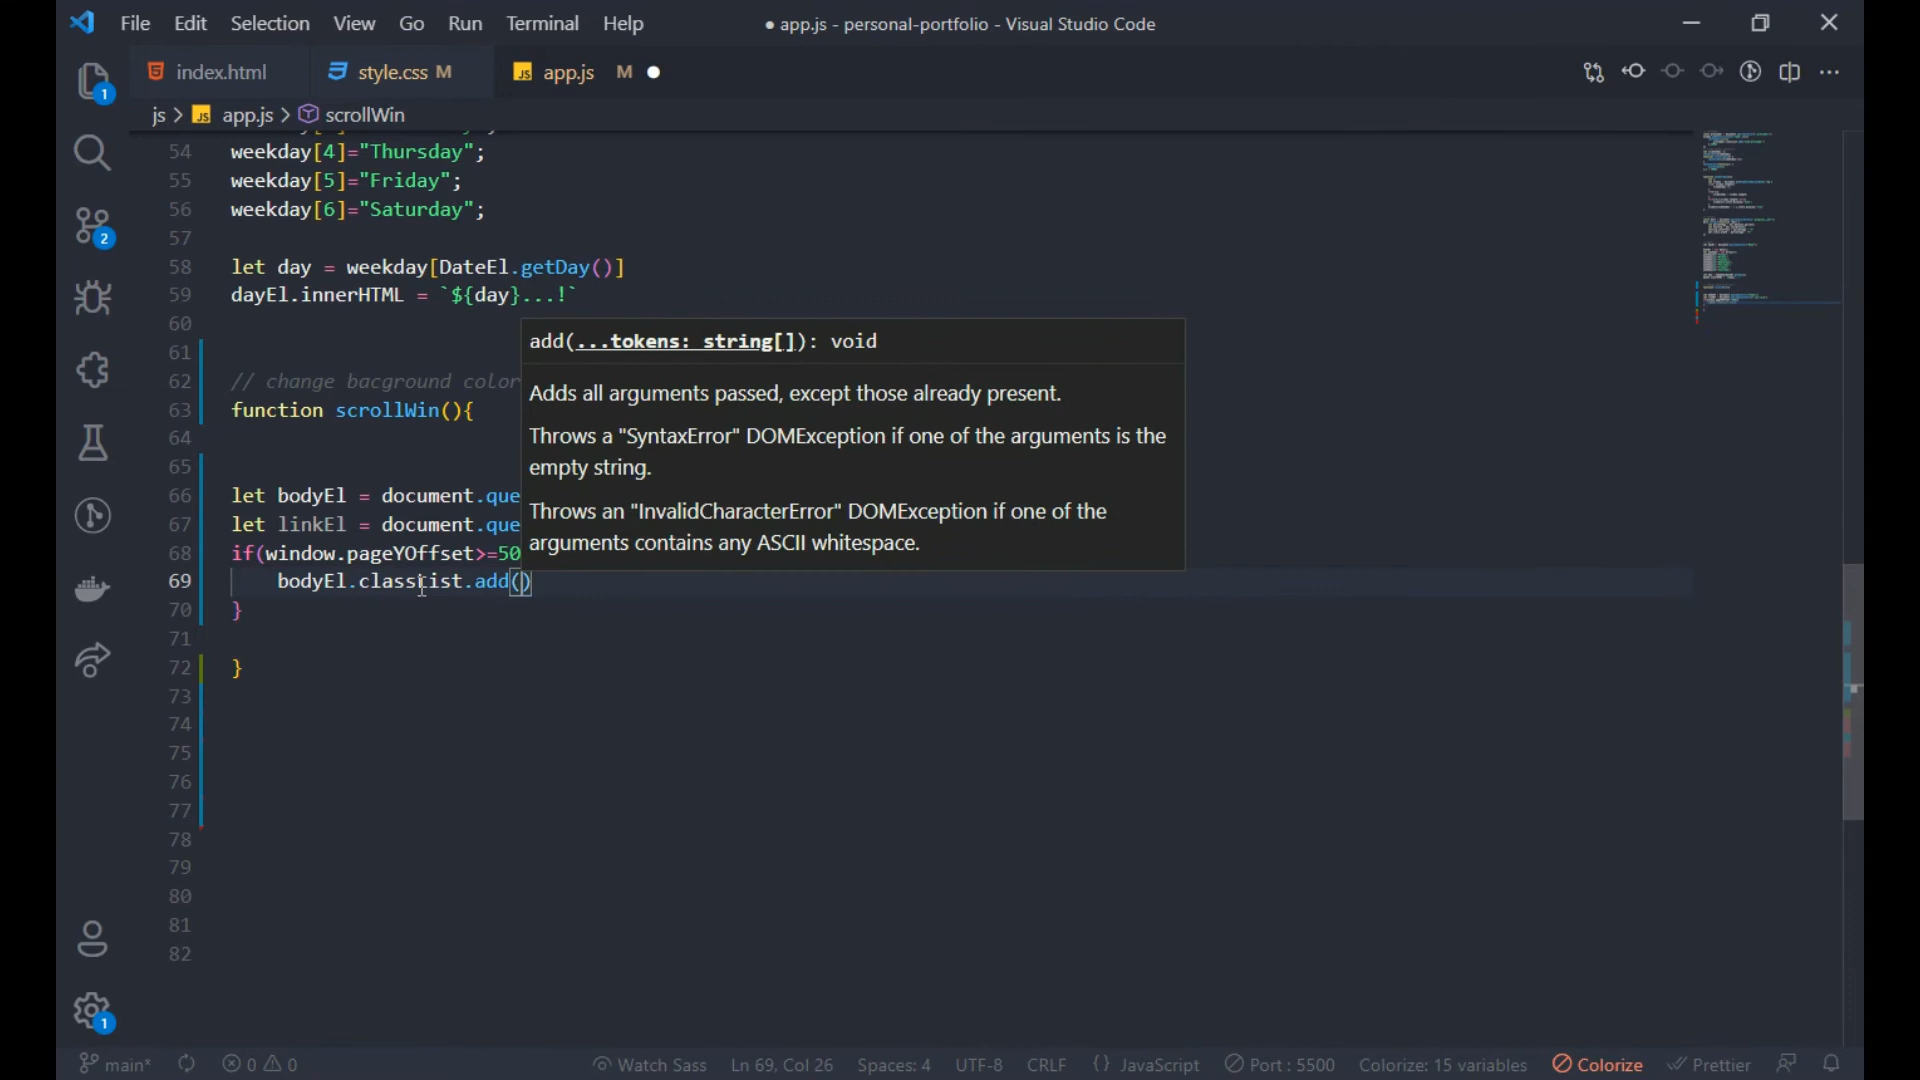 File Edit Selection View Go Run Terminal Help
● app.js - personal-portfolio - Visual Studio Code
index.html
style.css M
JS app.js M ●
js > JS app.js > scrollWin
54 weekday[4]="Thursday";
55 weekday[5]="Friday";
56 weekday[6]="Saturday";
57
58 let day = weekday[DateEl.getDay()]
59 dayEl.innerHTML = `${day}...!`
60
61
62 // change bacground color
63 function scrollWin(){
64
65
66 let bodyEl = document.que
67 let linkEl = document.que
68 if(window.pageYOffset>=50
69 bodyEl.classList.add()
70 }
71
72 }
73
74
75
76
77
78
79
80
81
82
add(...tokens: string[]): void
Adds all arguments passed, except those already present.
Throws a "SyntaxError" DOMException if one of the arguments is the
empty string.
Throws an "InvalidCharacterError" DOMException if one of the
arguments contains any ASCII whitespace.
1
2
1
main* 0 0 Watch Sass Ln 69, Col 26 Spaces: 4 UTF-8 CRLF {} JavaScript Port : 5500 Colorize: 15 variables Colorize Prettier